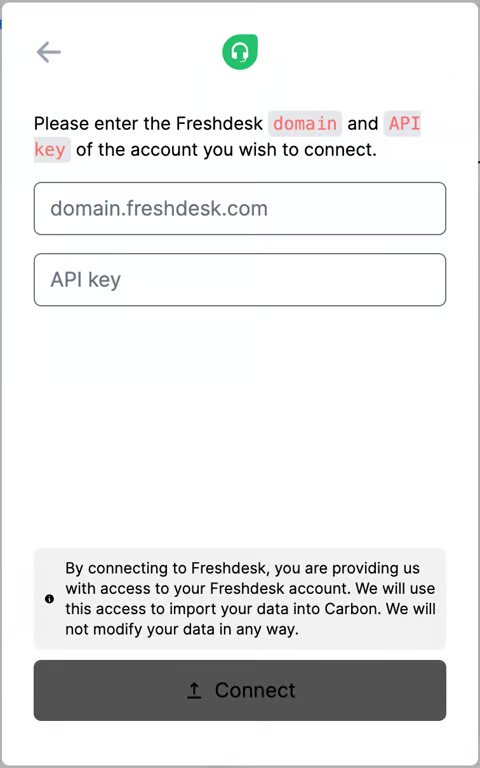 Please enter the Freshdesk domain and API
key of the account you wish to connect.
domain.freshdesk.com
API key
By connecting to Freshdesk, you are providing us
with access to your Freshdesk account. We will use
this access to import your data into Carbon. We will
not modify your data in any way.
Connect